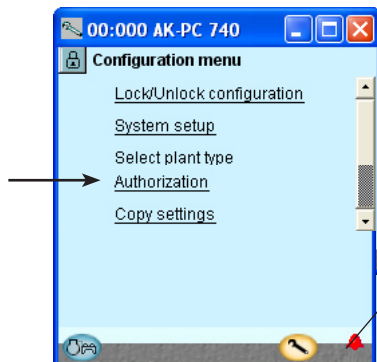 00:000 AK-PC 740
Configuration menu
Lock/Unlock configuration
System setup
Select plant type
Authorization
Copy settings